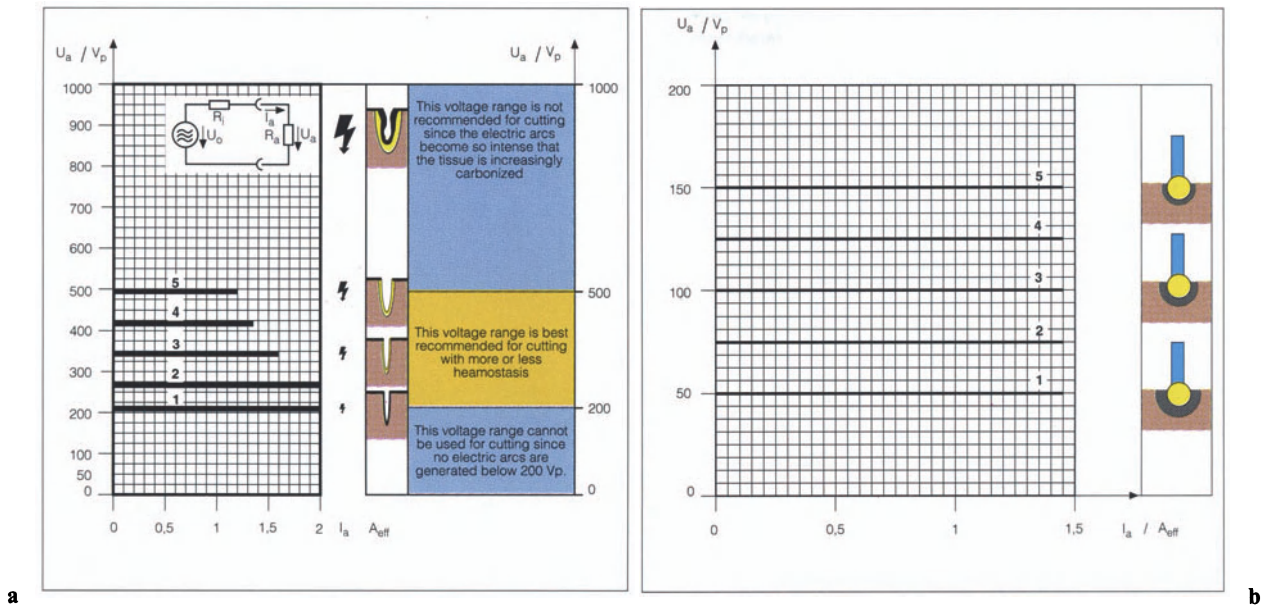 Ua / Vp
1000
900
800
700
600
500
400
300
200
100
50
0
Ri
Ia
Uo
Ra
Ua
5
4
3
2
1
0
0,5
1
1,5
2
Ia
Aeff
Ua / Vp
1000
500
200
0
This voltage range is not
recommended for cutting
since the electric arcs
become so intense that
the tissue is increasingly
carbonized
This voltage range is best
recommended for cutting
with more or less
heamostasis
This voltage range cannot
be used for cutting since
no electric arcs are
generated below 200 Vp.
a
Ua / Vp
200
150
100
50
0
5
4
3
2
1
0
0,5
1
1,5
Ia / Aeff
b